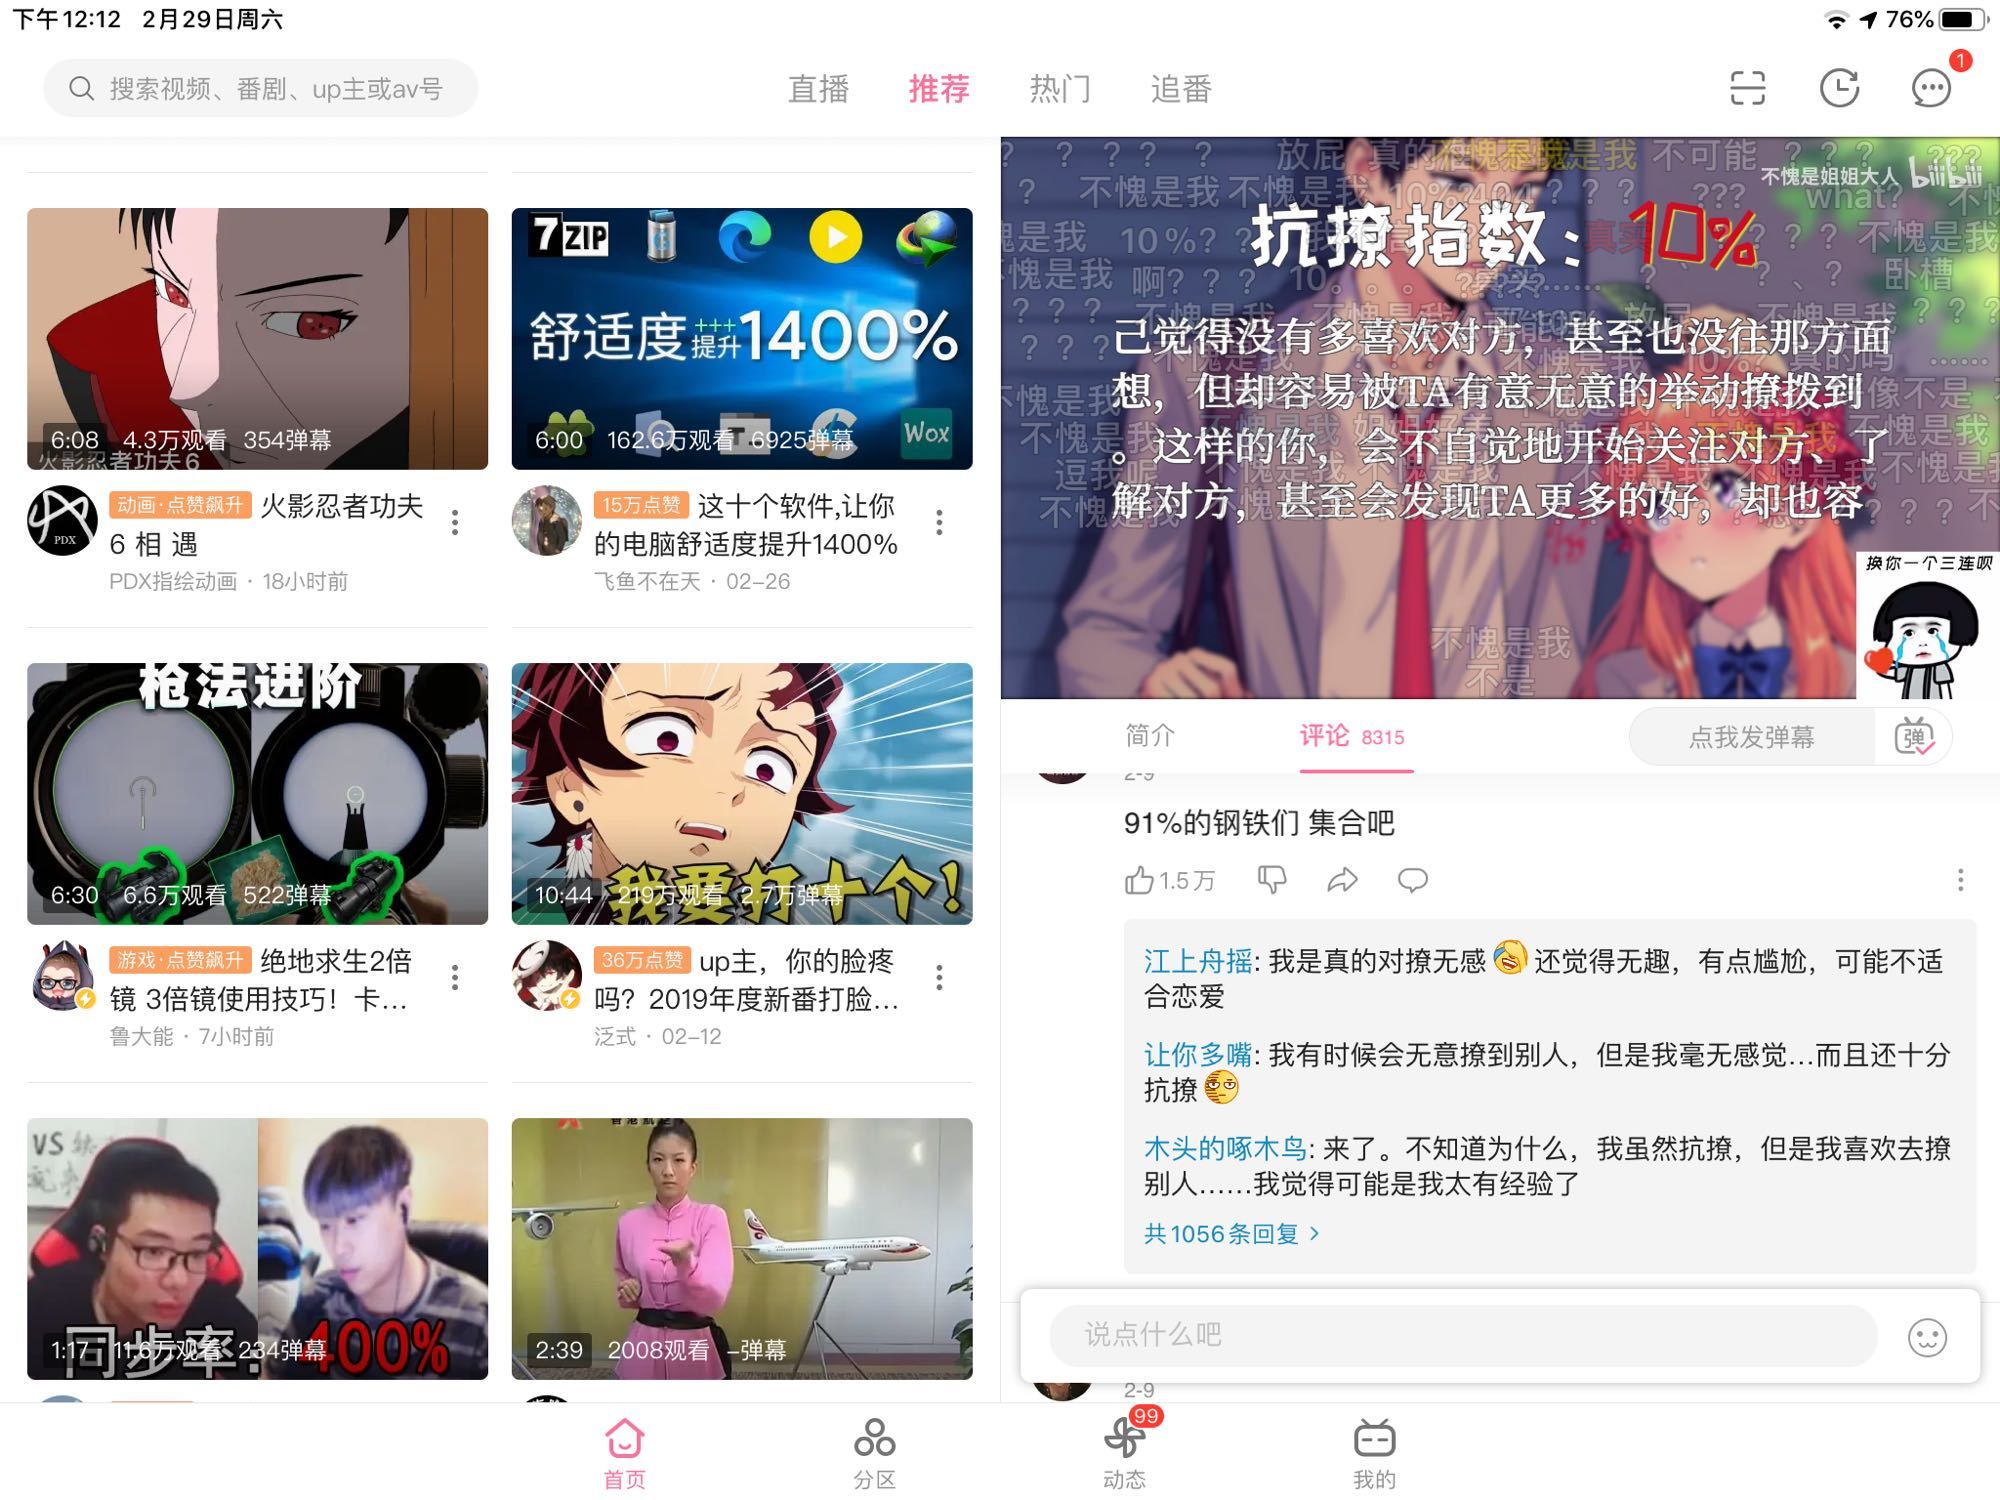 下午12:12 2月29日周六
76%
搜索视频、番剧、up主或av号
直播
推荐
热门
追番
1
6:08 4.3万观看 354弹幕
火影忍者功夫6
PDX
动画·点赞飙升 火影忍者功夫
6 相 遇
PDX指绘动画 · 18小时前
7ZIP
舒适度提升+++1400%
Wox
6:00 162.6万观看 6925弹幕
15万点赞 这十个软件,让你
的电脑舒适度提升1400%
飞鱼不在天 · 02-26
枪法进阶
6:30 6.6万观看 522弹幕
游戏·点赞飙升 绝地求生2倍
镜 3倍镜使用技巧！卡...
鲁大能 · 7小时前
我要打十个！
10:44 219万观看 2.7万弹幕
36万点赞 up主，你的脸疼
吗？2019年度新番打脸...
泛式 · 02-12
VS
同步率：400%
1:17 11.6万观看 234弹幕
2:39 2008观看 -弹幕
不愧是姐姐大人 bilibili
抗撩指数：10%
己觉得没有多喜欢对方，甚至也没往那方面
想，但却容易被TA有意无意的举动撩拨到
。这样的你，会不自觉地开始关注对方、了
解对方，甚至会发现TA更多的好，却也容
不愧是我
不是
换你一个三连呗
简介
评论 8315
点我发弹幕
弹
2-9
91%的钢铁们 集合吧
1.5万
江上舟摇: 我是真的对撩无感 还觉得无趣，有点尴尬，可能不适
合恋爱
让你多嘴: 我有时候会无意撩到别人，但是我毫无感觉...而且还十分
抗撩
木头的啄木鸟: 来了。不知道为什么，我虽然抗撩，但是我喜欢去撩
别人......我觉得可能是我太有经验了
共1056条回复 >
说点什么吧
2-9
首页
分区
99
动态
我的